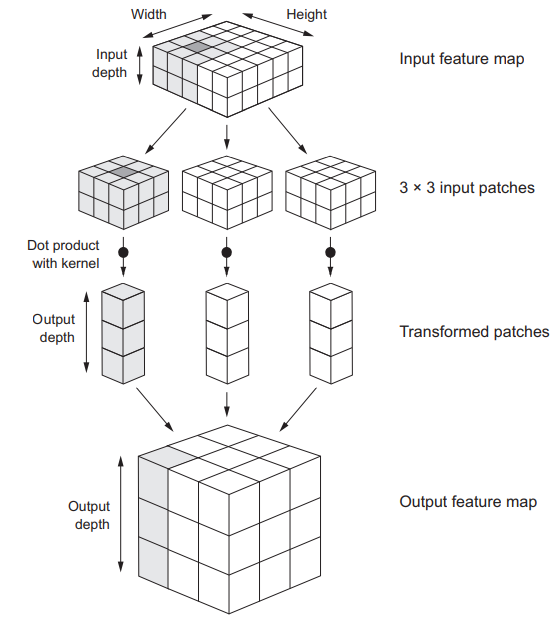 Width
Height
Input
depth
Input feature map
3 × 3 input patches
Dot product
with kernel
Output
depth
Transformed patches
Output
depth
Output feature map